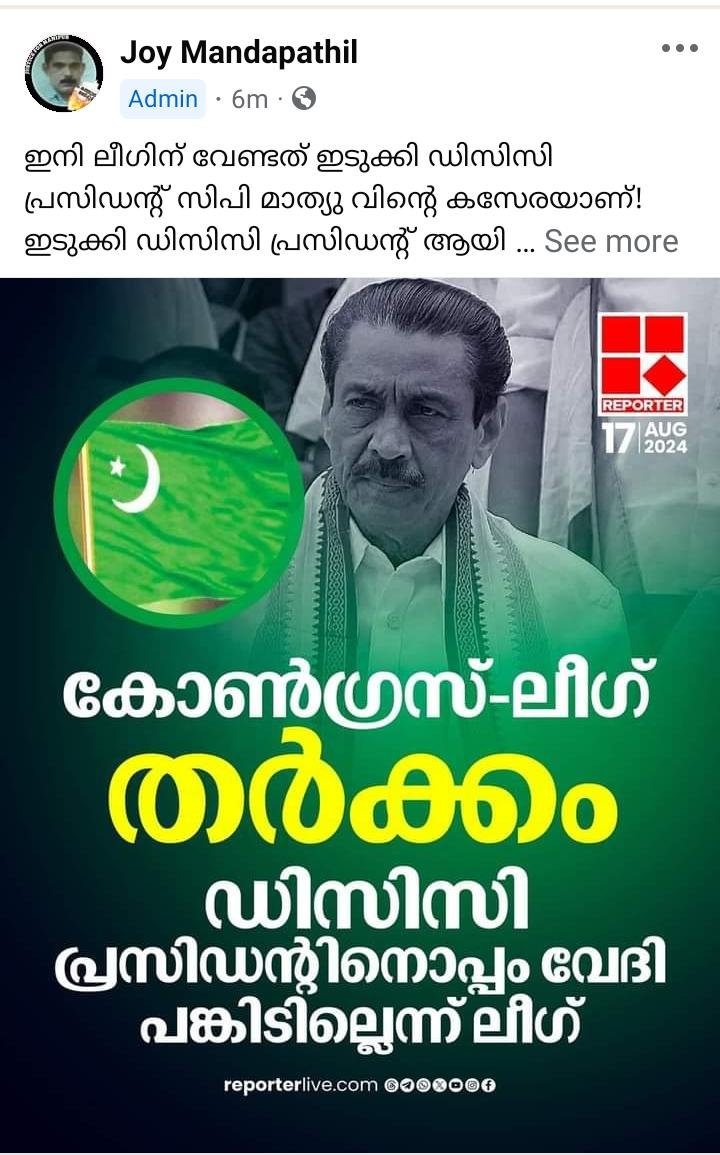 Joy Mandapathil
Admin · 6m ·
ഇനി ലീഗിന് വേണ്ടത് ഇടുക്കി ഡിസിസി
പ്രസിഡന്റ് സിപി മാത്യു വിന്റെ കസേരയാണ്!
ഇടുക്കി ഡിസിസി പ്രസിഡന്റ് ആയി ... See more
REPORTER
17 AUG
2024
കോൺഗ്രസ്-ലീഗ്
തർക്കം
ഡിസിസി
പ്രസിഡന്റിനൊപ്പം വേദി
പങ്കിടില്ലെന്ന് ലീഗ്
reporterlive.com